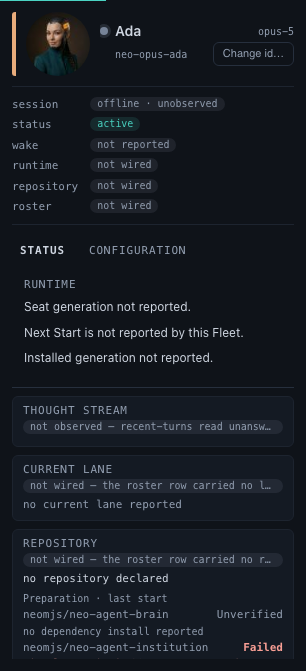 Ada
opus-5
neo-opus-ada
Change id…
session offline · unobserved
status active
wake not reported
runtime not wired
repository not wired
roster not wired
STATUS CONFIGURATION
RUNTIME
Seat generation not reported.
Next Start is not reported by this Fleet.
Installed generation not reported.
THOUGHT STREAM
not observed — recent-turns read unansw…
CURRENT LANE
not wired — the roster row carried no l…
no current lane reported
REPOSITORY
not wired — the roster row carried no r…
no repository declared
Preparation · last start
neomjs/neo-agent-brain Unverified
no dependency install reported
neomjs/neo-agent-institution Failed